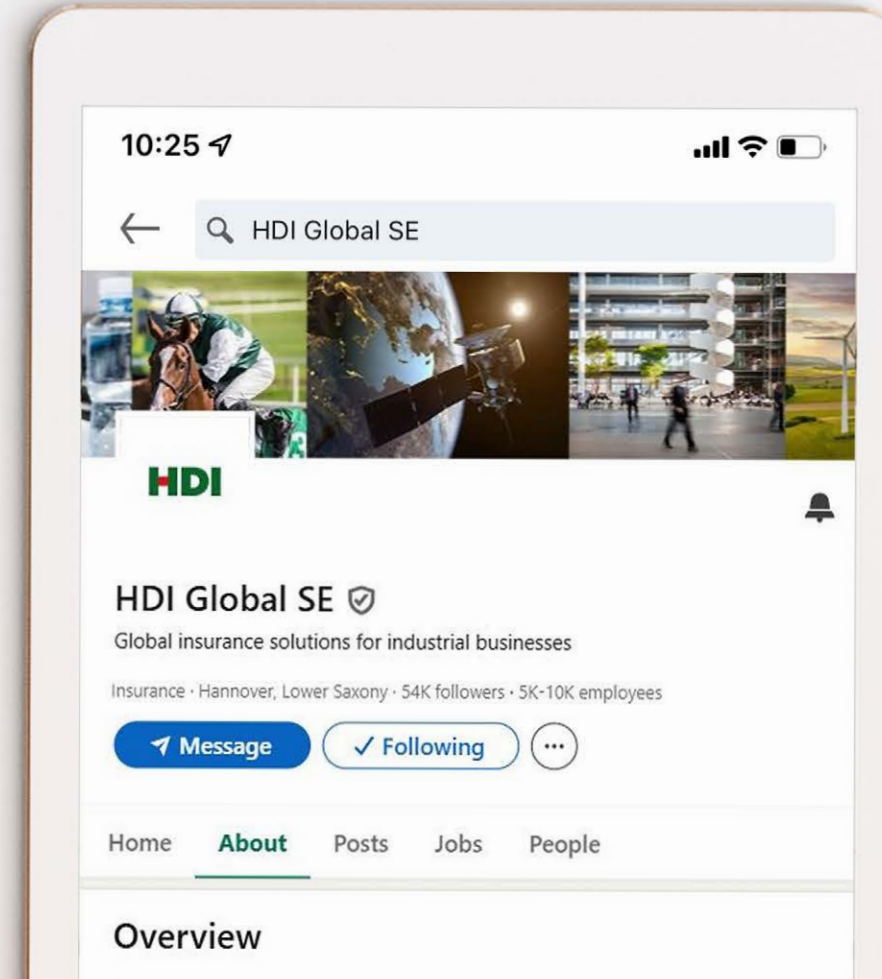 10:25
HDI Global SE
3
HDI
HDI Global SE
Global insurance solutions for industrial businesses
Insurance · Hannover, Lower Saxony · 54K followers · 5K-10K employees
Message
✓ Following
···
Home About Posts Jobs People
Overview